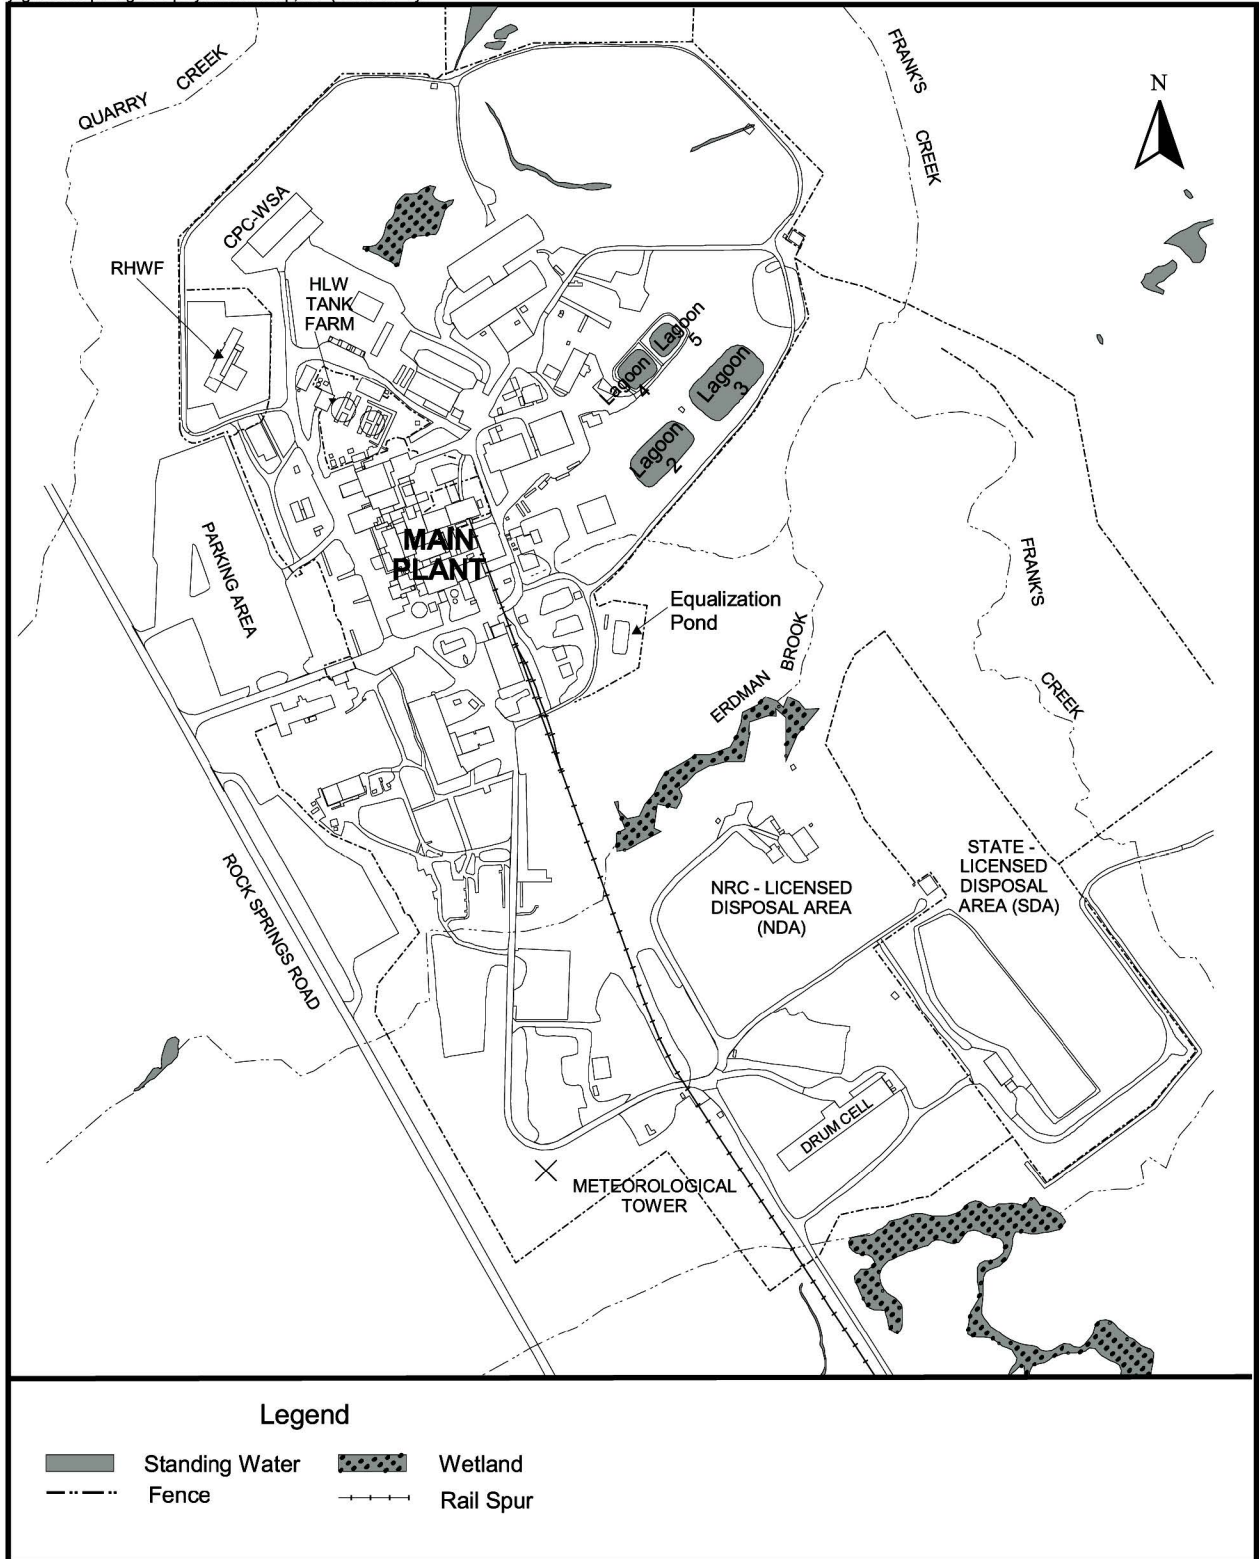 QUARRY CREEK
FRANK'S
CREEK
N
CPC-WSA
RHWF
HLW
TANK
FARM
Lagoon
5
Lagoon
4
Lagoon
3
Lagoon
2
MAIN
PLANT
PARKING AREA
Equalization
Pond
FRANK'S
CREEK
ERDMAN BROOK
ROCK SPRINGS ROAD
NRC - LICENSED
DISPOSAL AREA
(NDA)
STATE -
LICENSED
DISPOSAL
AREA (SDA)
DRUM CELL
METEOROLOGICAL
TOWER
Legend
Standing Water
Wetland
Fence
Rail Spur